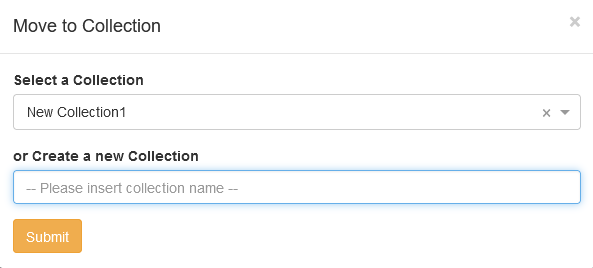 Move to Collection ×
Select a Collection
New Collection1 ×
or Create a new Collection
-- Please insert collection name --
Submit